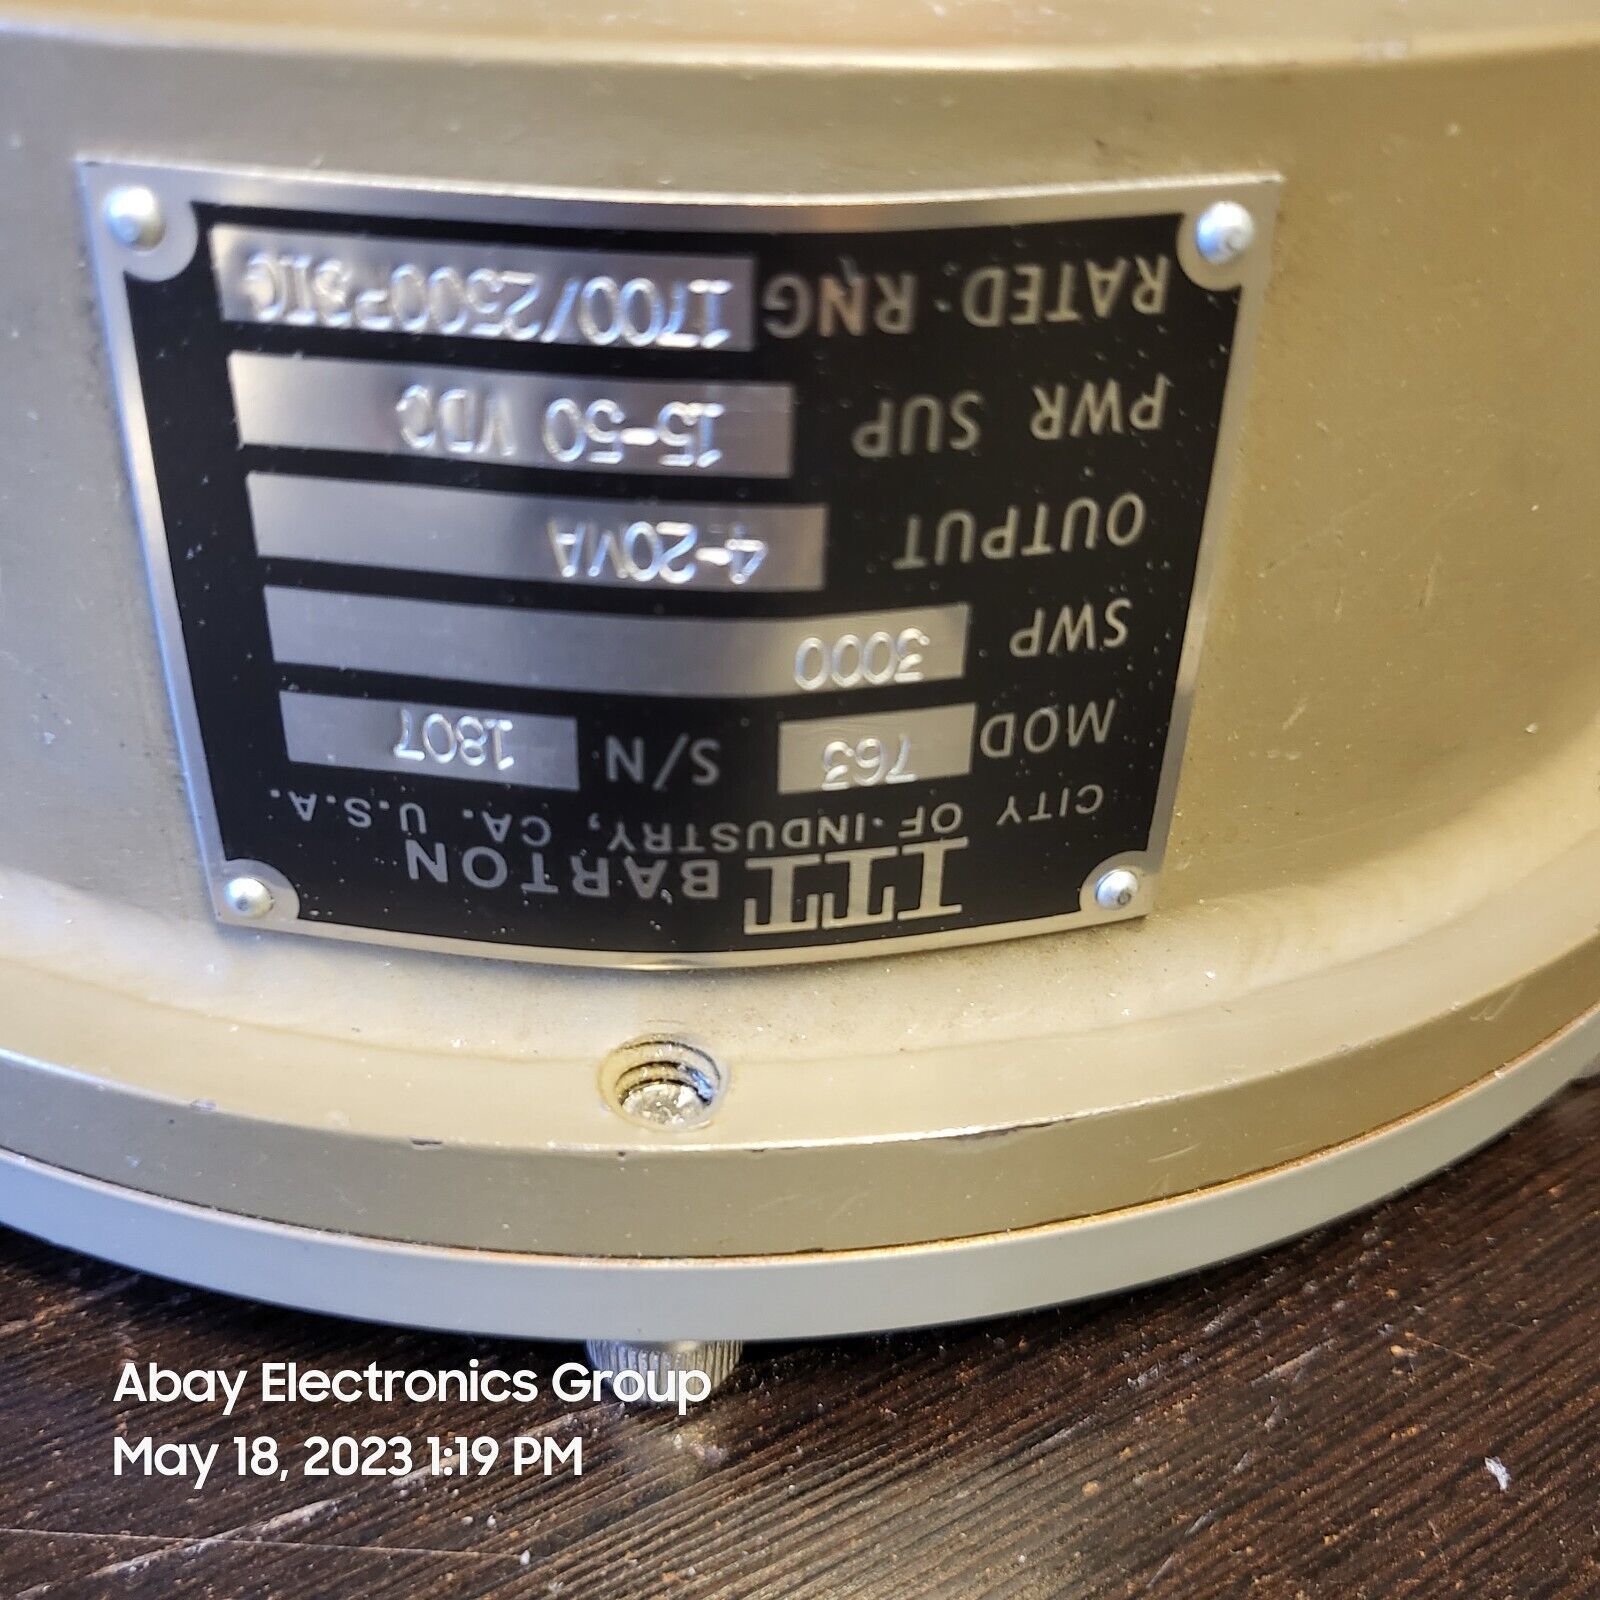 ITT BARTON
CITY OF INDUSTRY, CA. U.S.A.
MOD 763 S/N 1807
SWP 3000
OUTPUT 4-20MA
PWR SUP 15-50 VDC
RATED RNG 1700/2500PSIG
Abay Electronics Group
May 18, 2023 1:19 PM